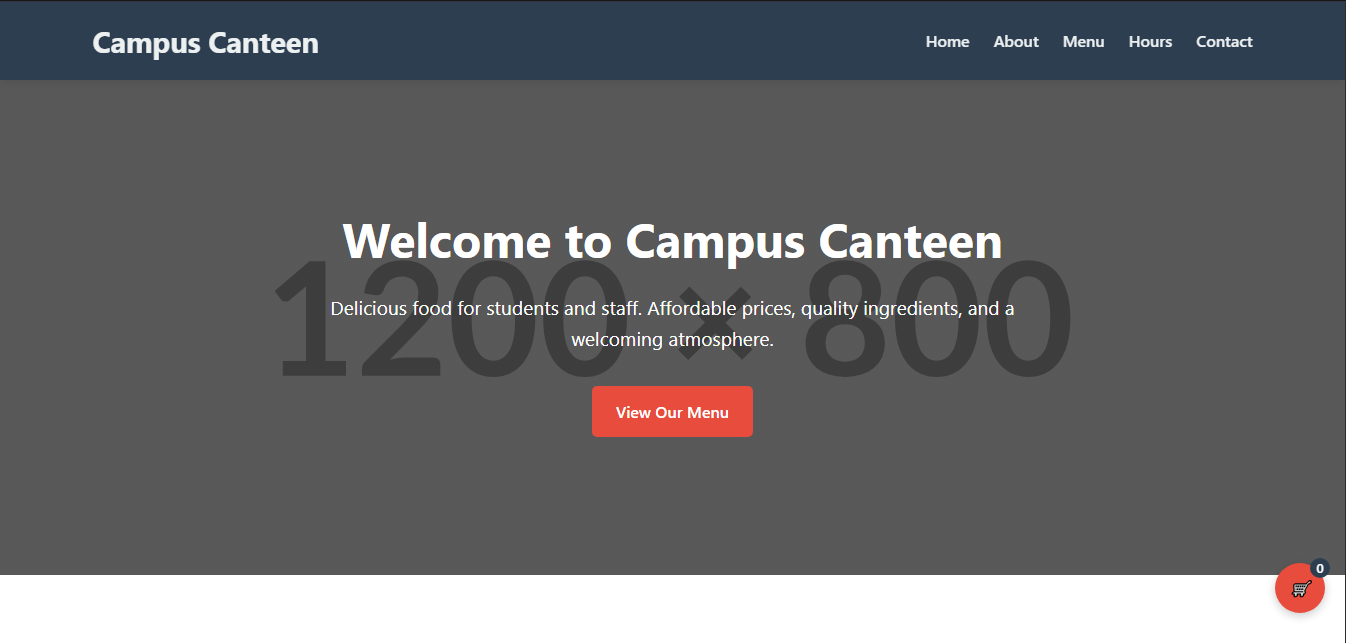 Campus Canteen
Home About Menu Hours Contact
Welcome to Campus Canteen
1200 × 800
Delicious food for students and staff. Affordable prices, quality ingredients, and a
welcoming atmosphere.
View Our Menu
0